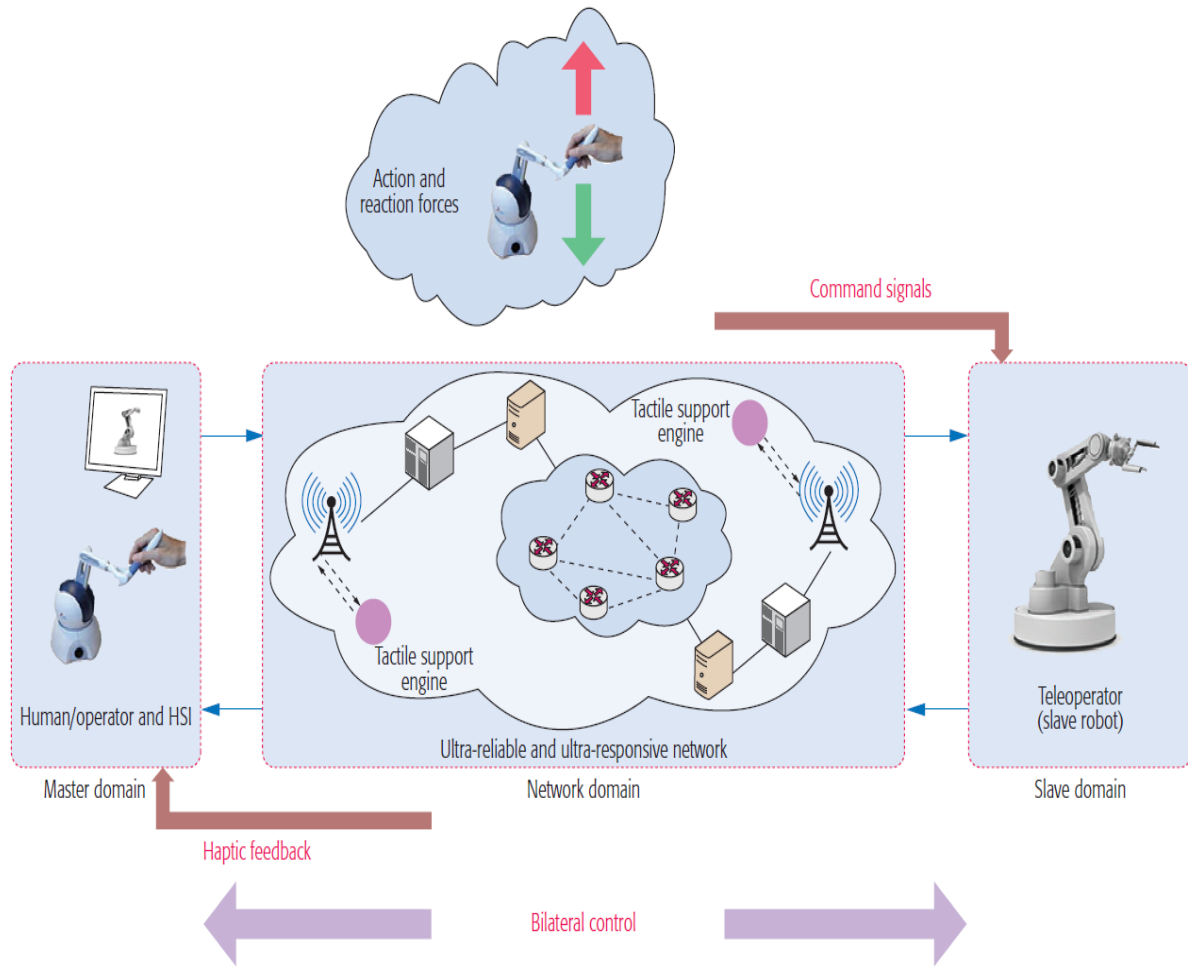 Action and
reaction forces
Command signals
Tactile support
engine
Tactile support
engine
Human/operator and HSI
Teleoperator
(slave robot)
Ultra-reliable and ultra-responsive network
Master domain
Network domain
Slave domain
Haptic feedback
Bilateral control